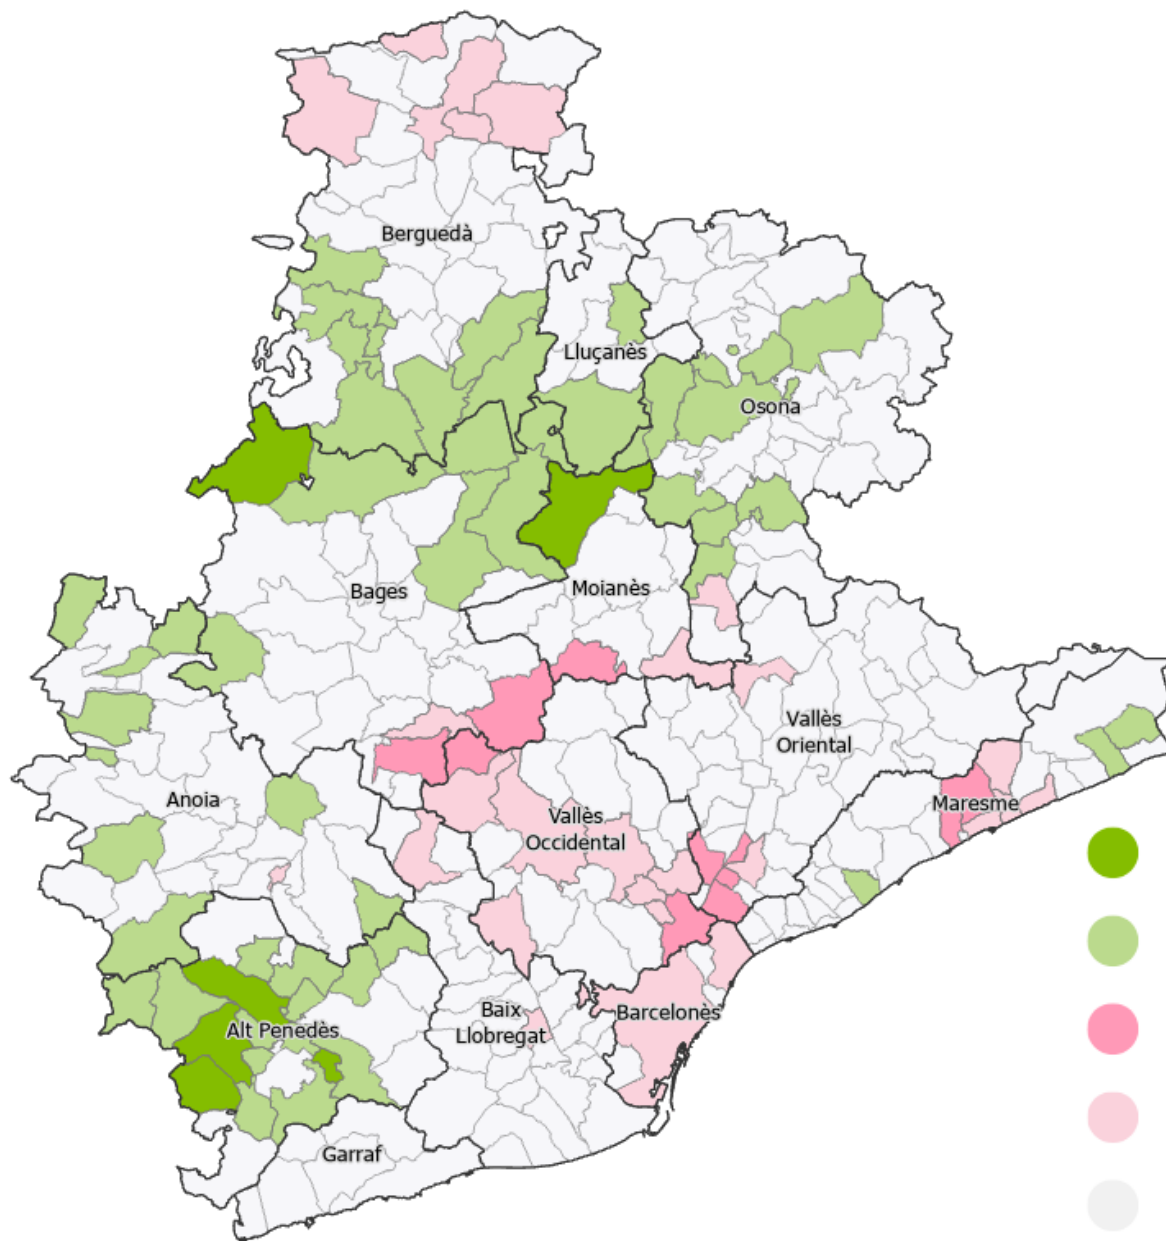 Berguedà
Lluçanès
Osona
Bages
Moianès
Vallès
Oriental
Anoia
Maresme
Vallès
Occidental
Baix
Llobregat
Barcelonès
Alt Penedès
Garraf